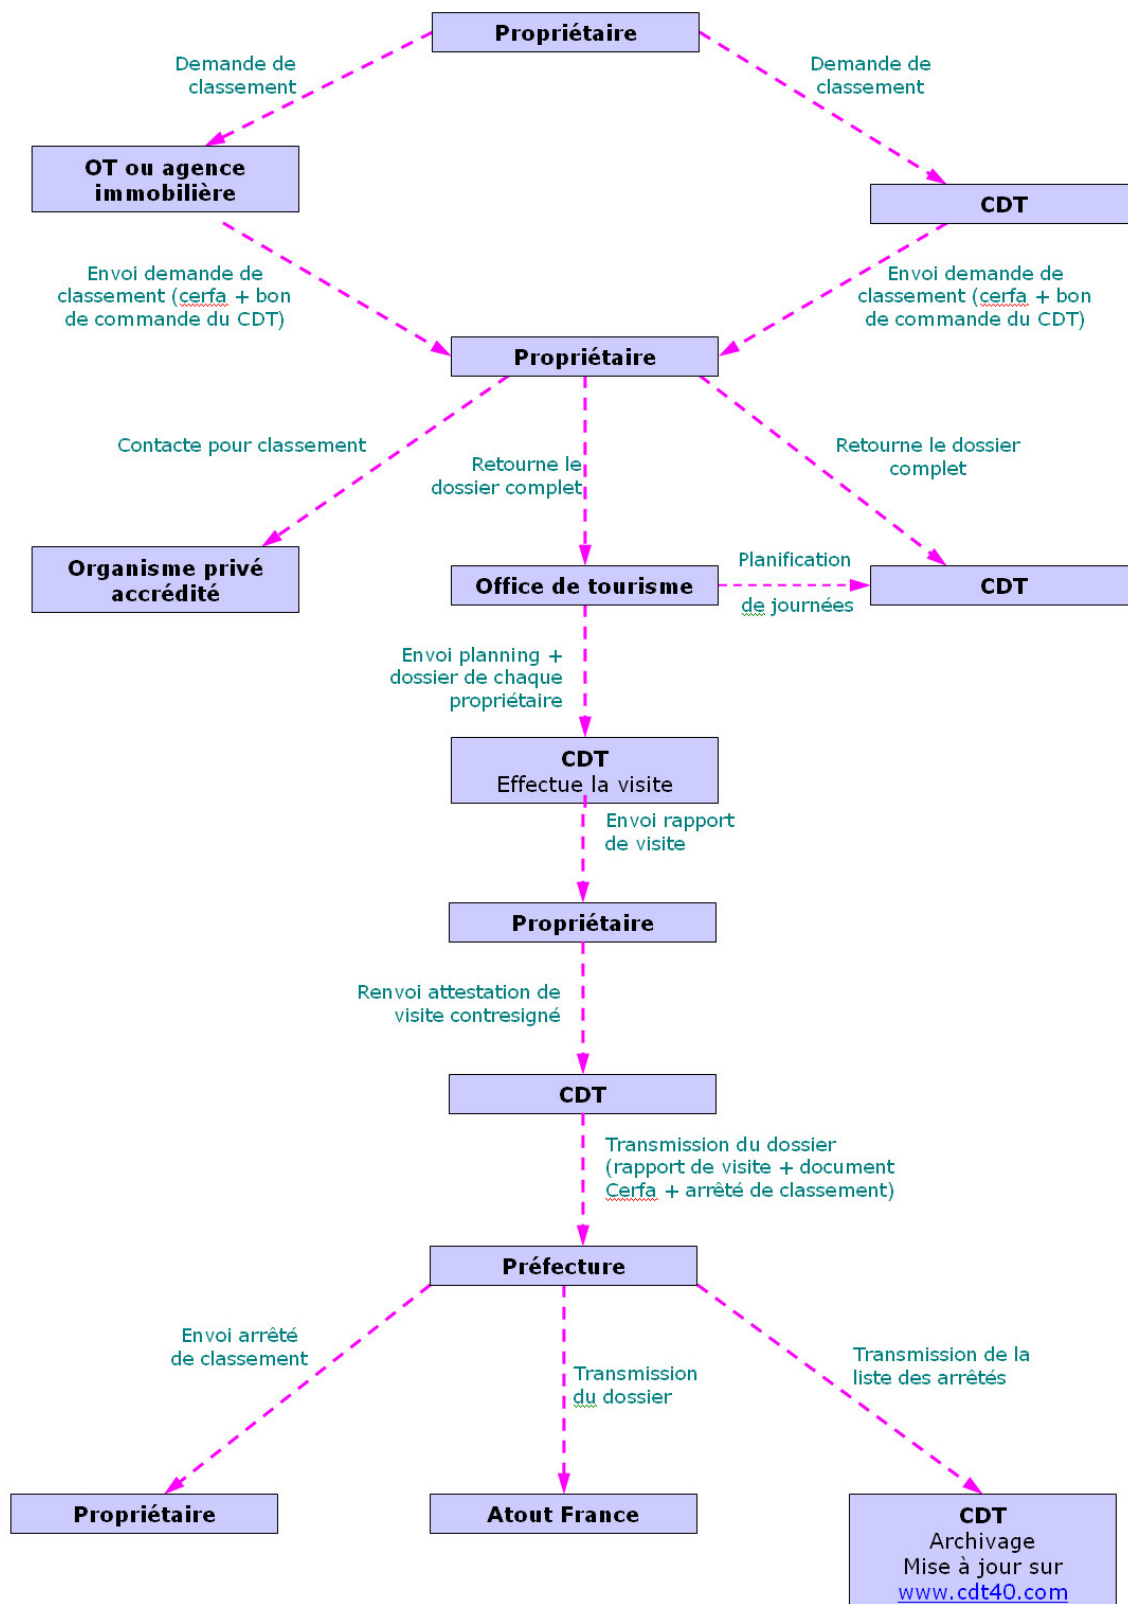 Propriétaire
Demande de
classement
Demande de
classement
OT ou agence
immobilière
CDT
Envoi demande de
classement (cerfa + bon
de commande du CDT)
Envoi demande de
classement (cerfa + bon
de commande du CDT)
Propriétaire
Contacte pour classement
Retourne le
dossier complet
Retourne le dossier
complet
Organisme privé
accrédité
Office de tourisme
Planification
de journées
CDT
Envoi planning +
dossier de chaque
propriétaire
CDT
Effectue la visite
Envoi rapport
de visite
Propriétaire
Renvoi attestation de
visite contresigné
CDT
Transmission du dossier
(rapport de visite + document
Cerfa + arrêté de classement)
Préfecture
Envoi arrêté
de classement
Transmission
du dossier
Transmission de la
liste des arrêtés
Propriétaire
Atout France
CDT
Archivage
Mise à jour sur
www.cdt40.com